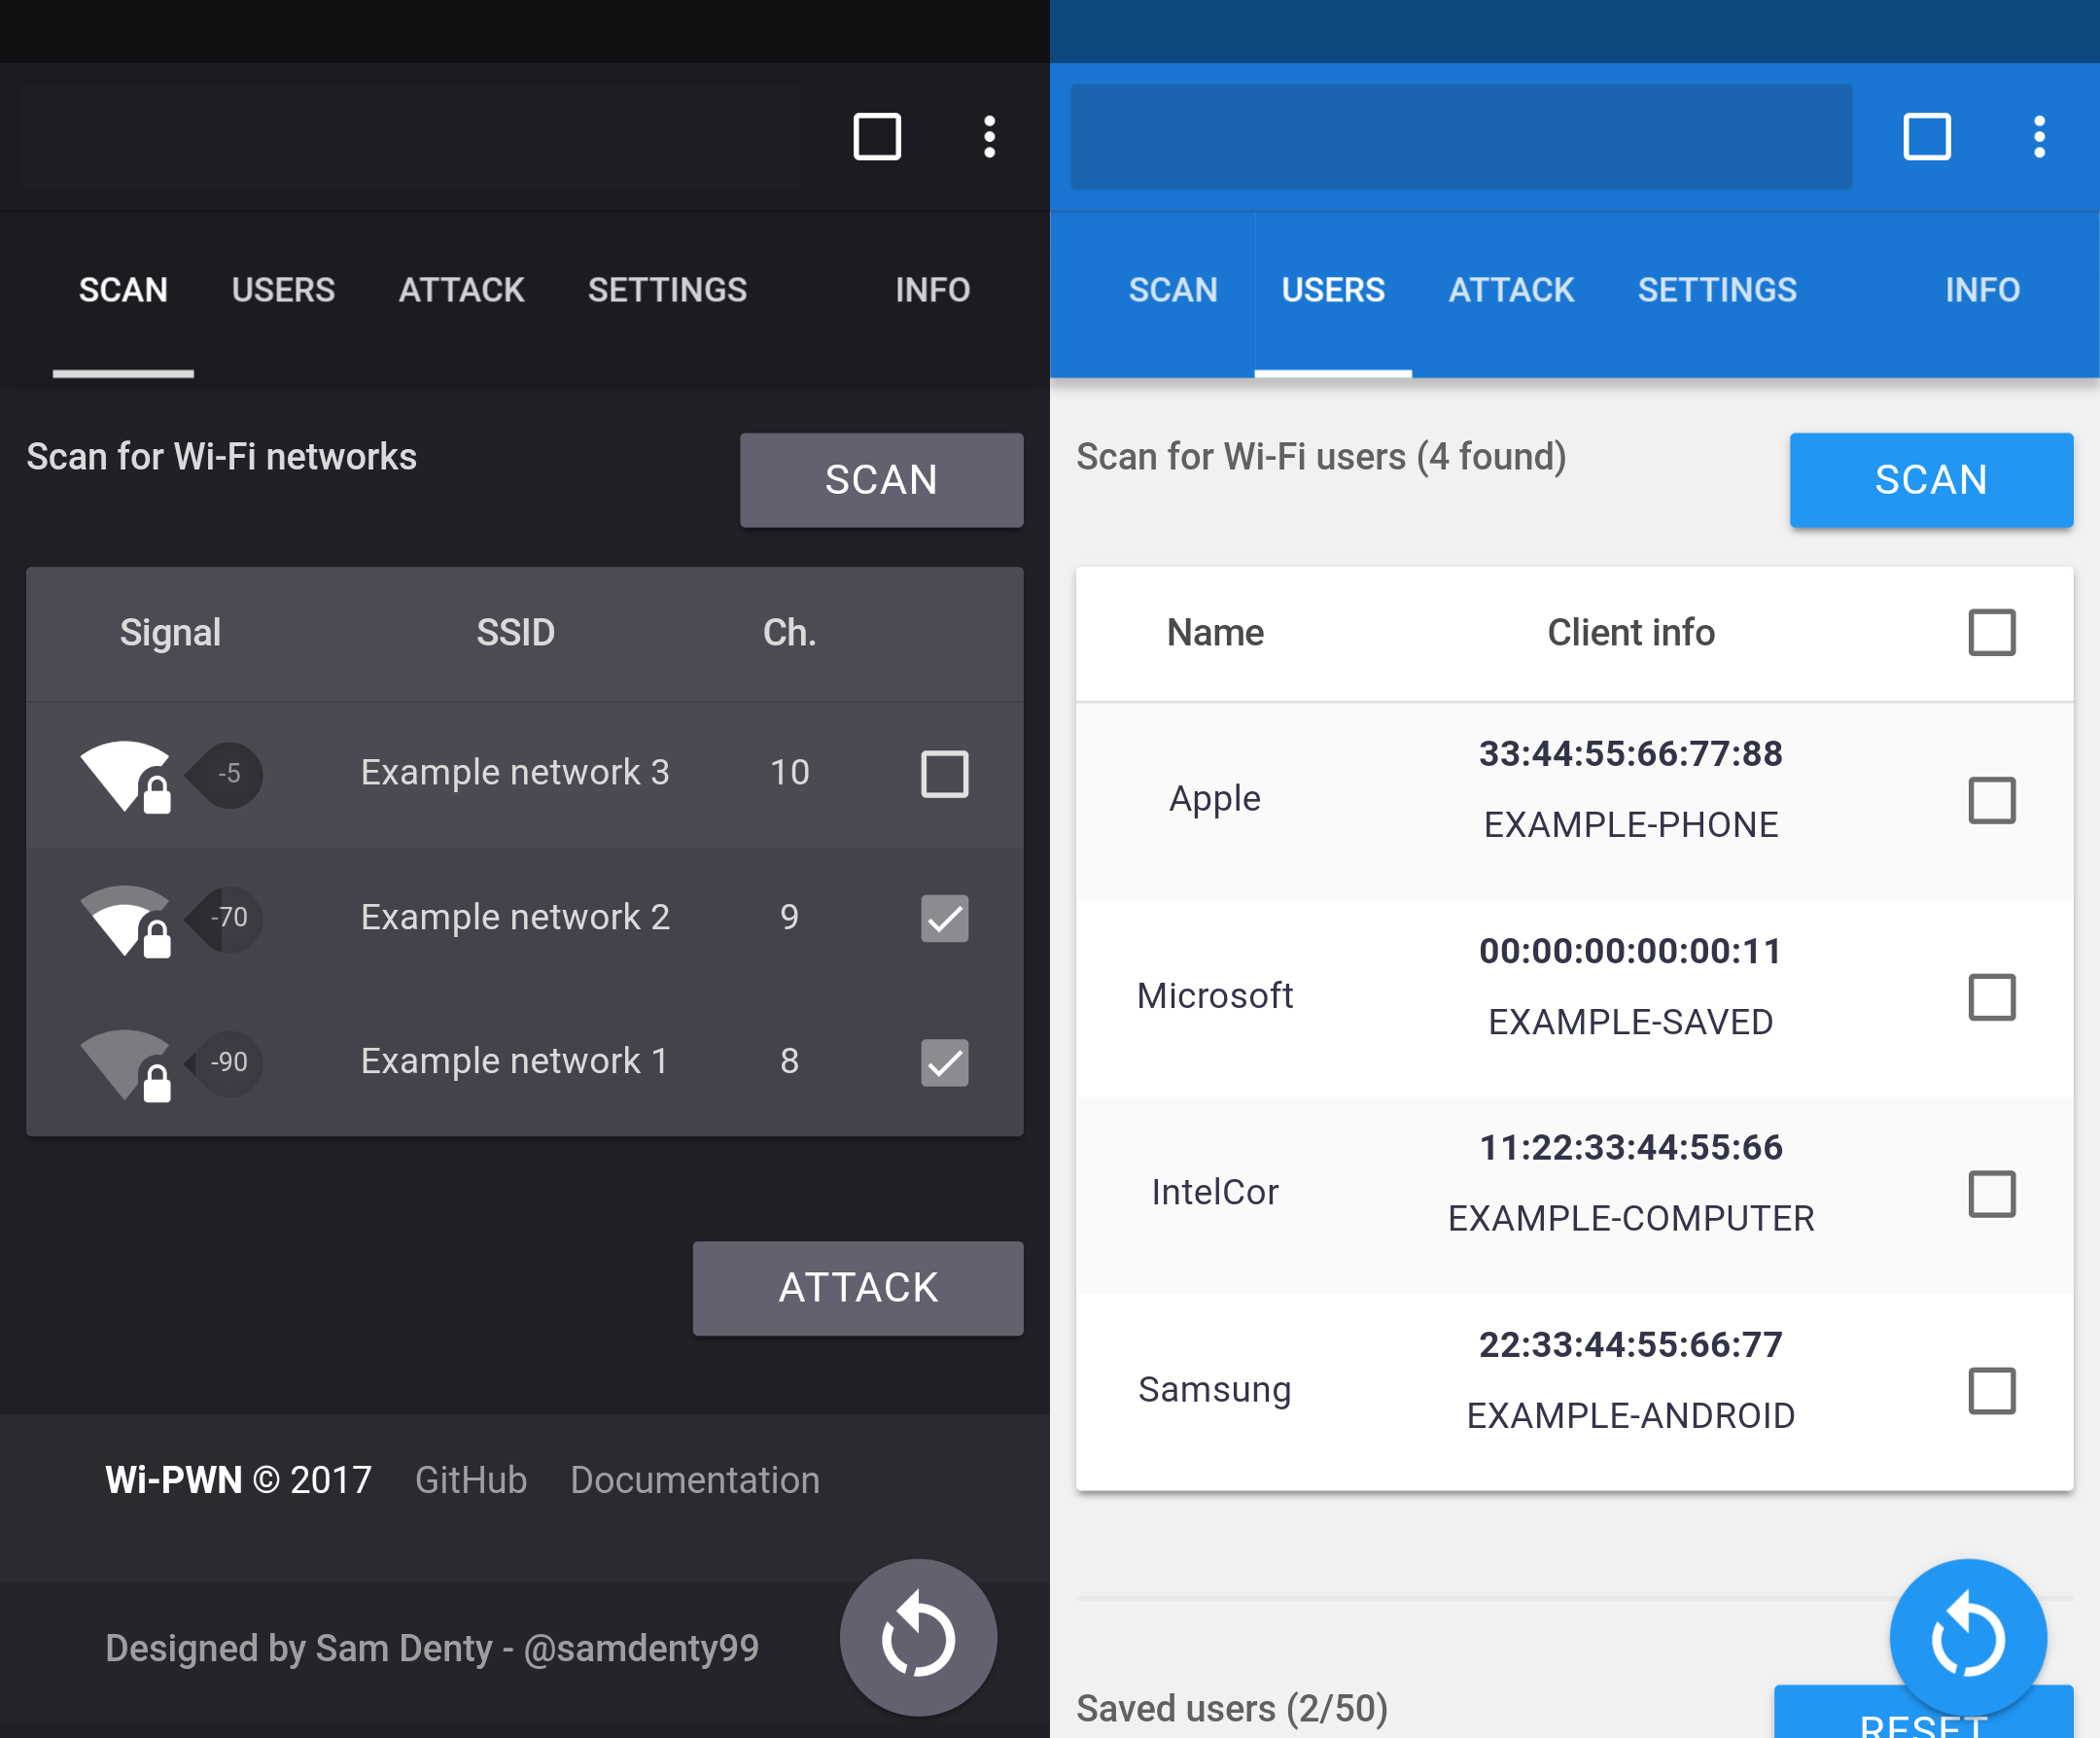 SCAN USERS ATTACK SETTINGS INFO
Scan for Wi-Fi networks
SCAN
Signal SSID Ch.
-5 Example network 3 10
-70 Example network 2 9
-90 Example network 1 8
ATTACK
Wi-PWN © 2017 GitHub Documentation
Designed by Sam Denty - @samdenty99
SCAN USERS ATTACK SETTINGS INFO
Scan for Wi-Fi users (4 found)
SCAN
Name Client info
33:44:55:66:77:88
Apple
EXAMPLE-PHONE
00:00:00:00:00:11
Microsoft
EXAMPLE-SAVED
11:22:33:44:55:66
IntelCor
EXAMPLE-COMPUTER
22:33:44:55:66:77
Samsung
EXAMPLE-ANDROID
Saved users (2/50)
RESET